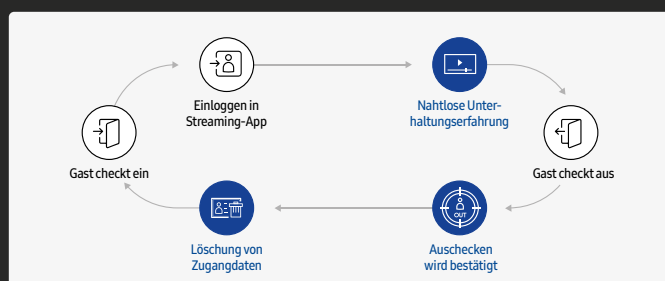 Einloggen in
Streaming-App
Nahtlose Unter-
haltungserfahrung
Gast checkt ein
Gast checkt aus
OUT
Löschung von
Zugangdaten
Auschecken
wird bestätigt